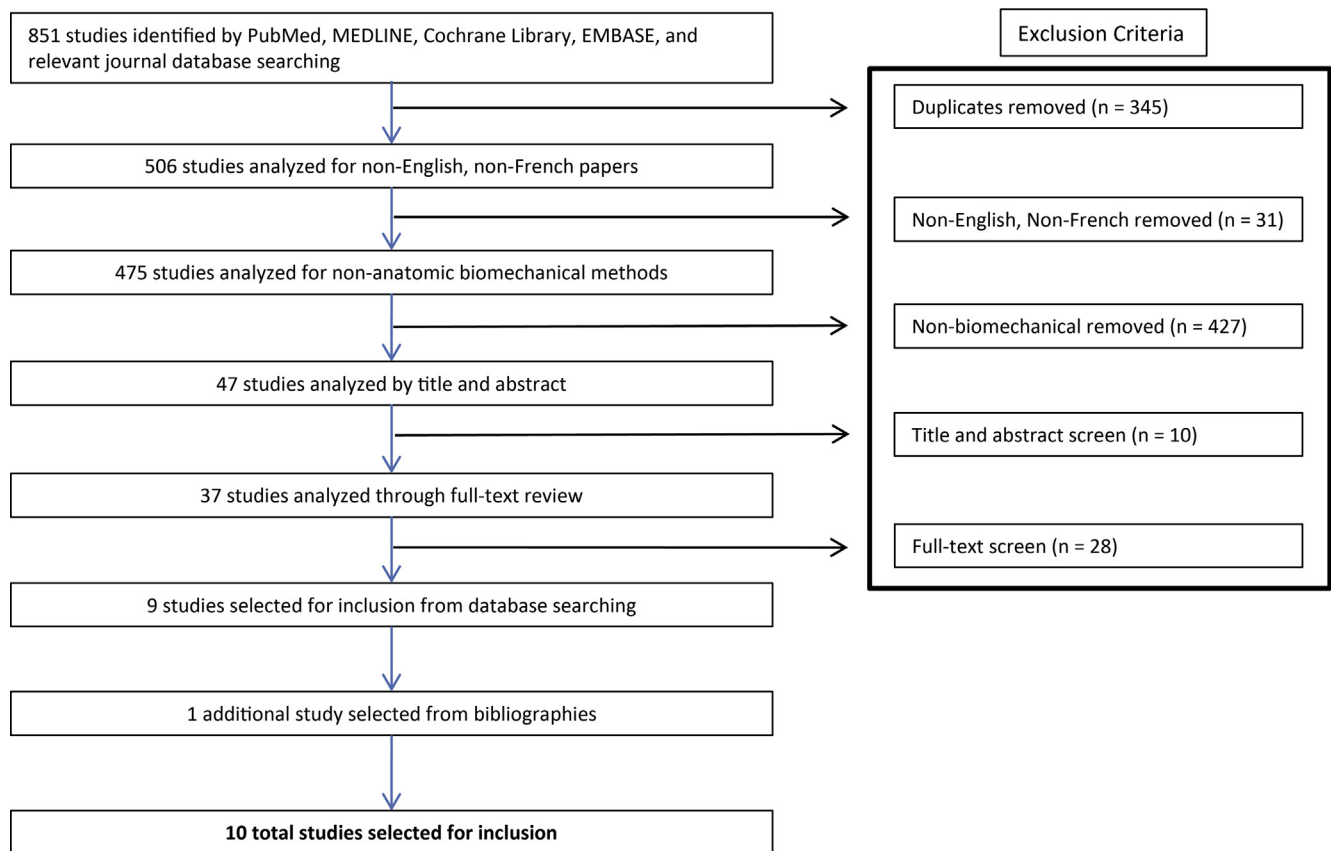 851 studies identified by PubMed, MEDLINE, Cochrane Library, EMBASE, and
relevant journal database searching
Exclusion Criteria
Duplicates removed (n = 345)
506 studies analyzed for non-English, non-French papers
Non-English, Non-French removed (n = 31)
475 studies analyzed for non-anatomic biomechanical methods
Non-biomechanical removed (n = 427)
47 studies analyzed by title and abstract
Title and abstract screen (n = 10)
37 studies analyzed through full-text review
Full-text screen (n = 28)
9 studies selected for inclusion from database searching
1 additional study selected from bibliographies
10 total studies selected for inclusion